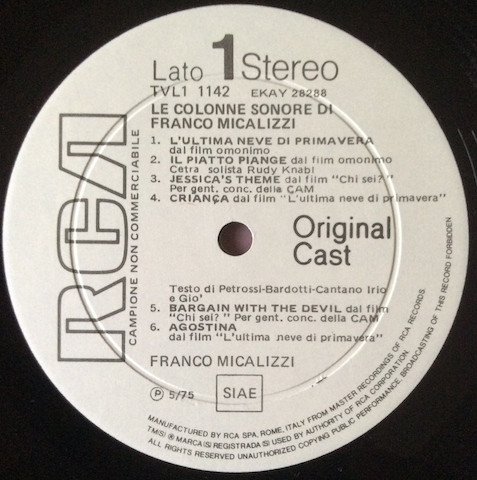 Lato 1 Stereo
TVL1 1142 EKAY 28288
LE COLONNE SONORE DI
FRANCO MICALIZZI
1. L'ULTIMA NEVE DI PRIMAVERA
dal film omonimo
2. IL PIATTO PIANGE dal film omonimo
Cetra solista Rudy Knabl
3. JESSICA'S THEME dal film "Chi sei?"
Per gent. conc. della CAM
4. CRIANÇA dal film "L'ultima neve di primavera"
Original
Cast
Testo di Petrossi-Bardotti-Cantano Irio
e Gio'
5. BARGAIN WITH THE DEVIL dal film
"Chi sei?" Per gent. conc. della CAM
6. AGOSTINA
dal film "L'ultima neve di primavera"
FRANCO MICALIZZI
Ⓟ 5/75 SIAE
RCA
CAMPIONE NON COMMERCIABILE
MANUFACTURED BY RCA SPA, ROME, ITALY FROM MASTER RECORDINGS OF RCA RECORDS.
TM(S) ® MARCA(S) REGISTRADA(S) USED BY AUTHORITY OF RCA CORPORATION.
ALL RIGHTS RESERVED UNAUTHORIZED COPYING PUBLIC PERFORMANCE, BROADCASTING OF THIS RECORD FORBIDDEN